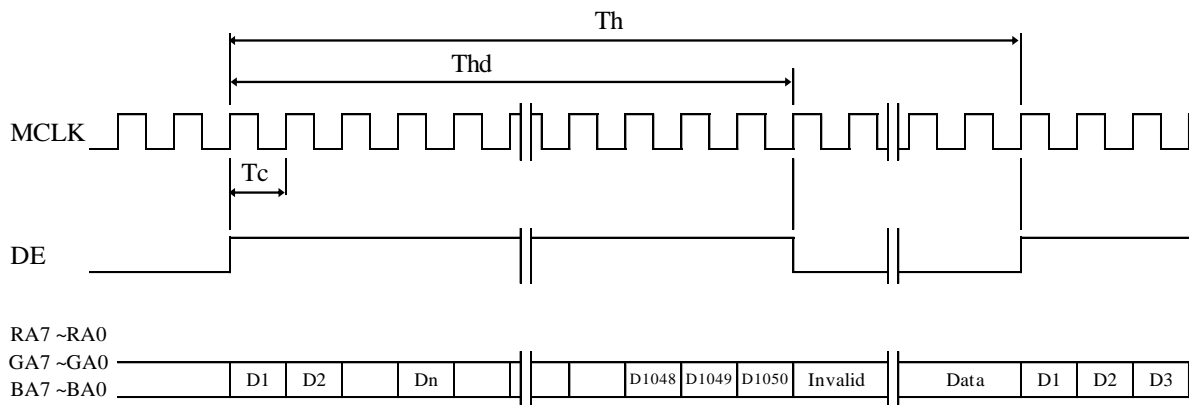 Th
Thd
MCLK
Tc
DE
RA7 ~RA0
GA7 ~GA0
BA7 ~BA0
D1 D2 Dn D1048 D1049 D1050 Invalid Data D1 D2 D3